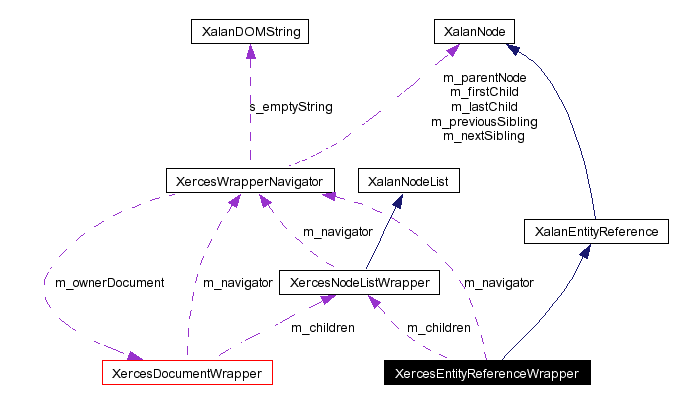 XalanDOMString
XalanNode
m_parentNode
m_firstChild
m_lastChild
m_previousSibling
m_nextSibling
s_emptyString
XercesWrapperNavigator
XalanNodeList
XalanEntityReference
m_navigator
m_ownerDocument
m_navigator
XercesNodeListWrapper
m_navigator
m_children
m_children
XercesDocumentWrapper
XercesEntityReferenceWrapper